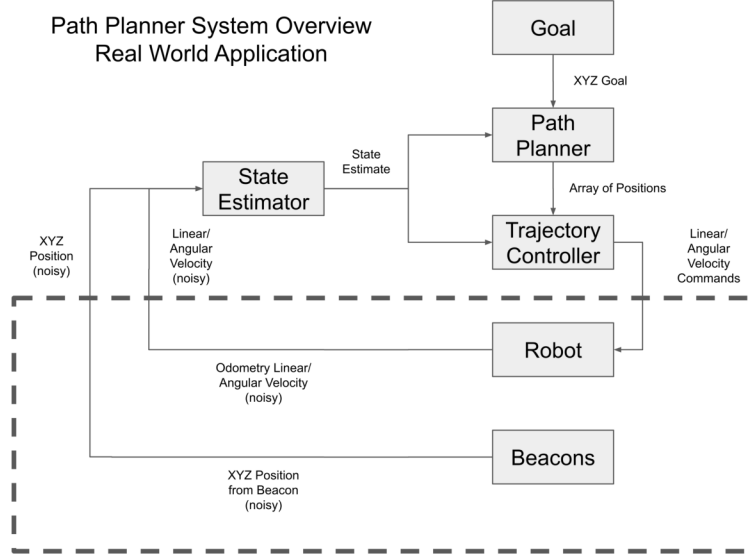 Path Planner System Overview
Real World Application
Goal
XYZ Goal
Path
Planner
State
Estimate
State
Estimator
Array of Positions
Trajectory
Controller
XYZ
Position
(noisy)
Linear/
Angular
Velocity
(noisy)
Linear/
Angular
Velocity
Commands
Robot
Odometry Linear/
Angular Velocity
(noisy)
Beacons
XYZ Position
from Beacon
(noisy)